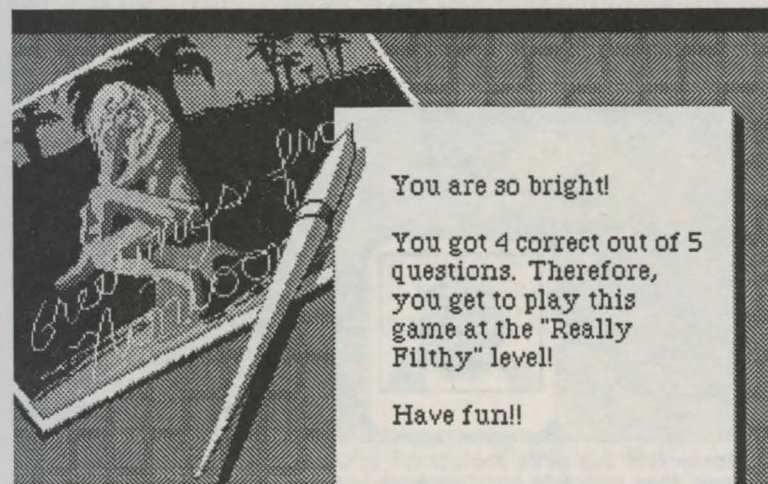 You are so bright!
You got 4 correct out of 5
questions. Therefore,
you get to play this
game at the "Really
Filthy" level!
Have fun!!